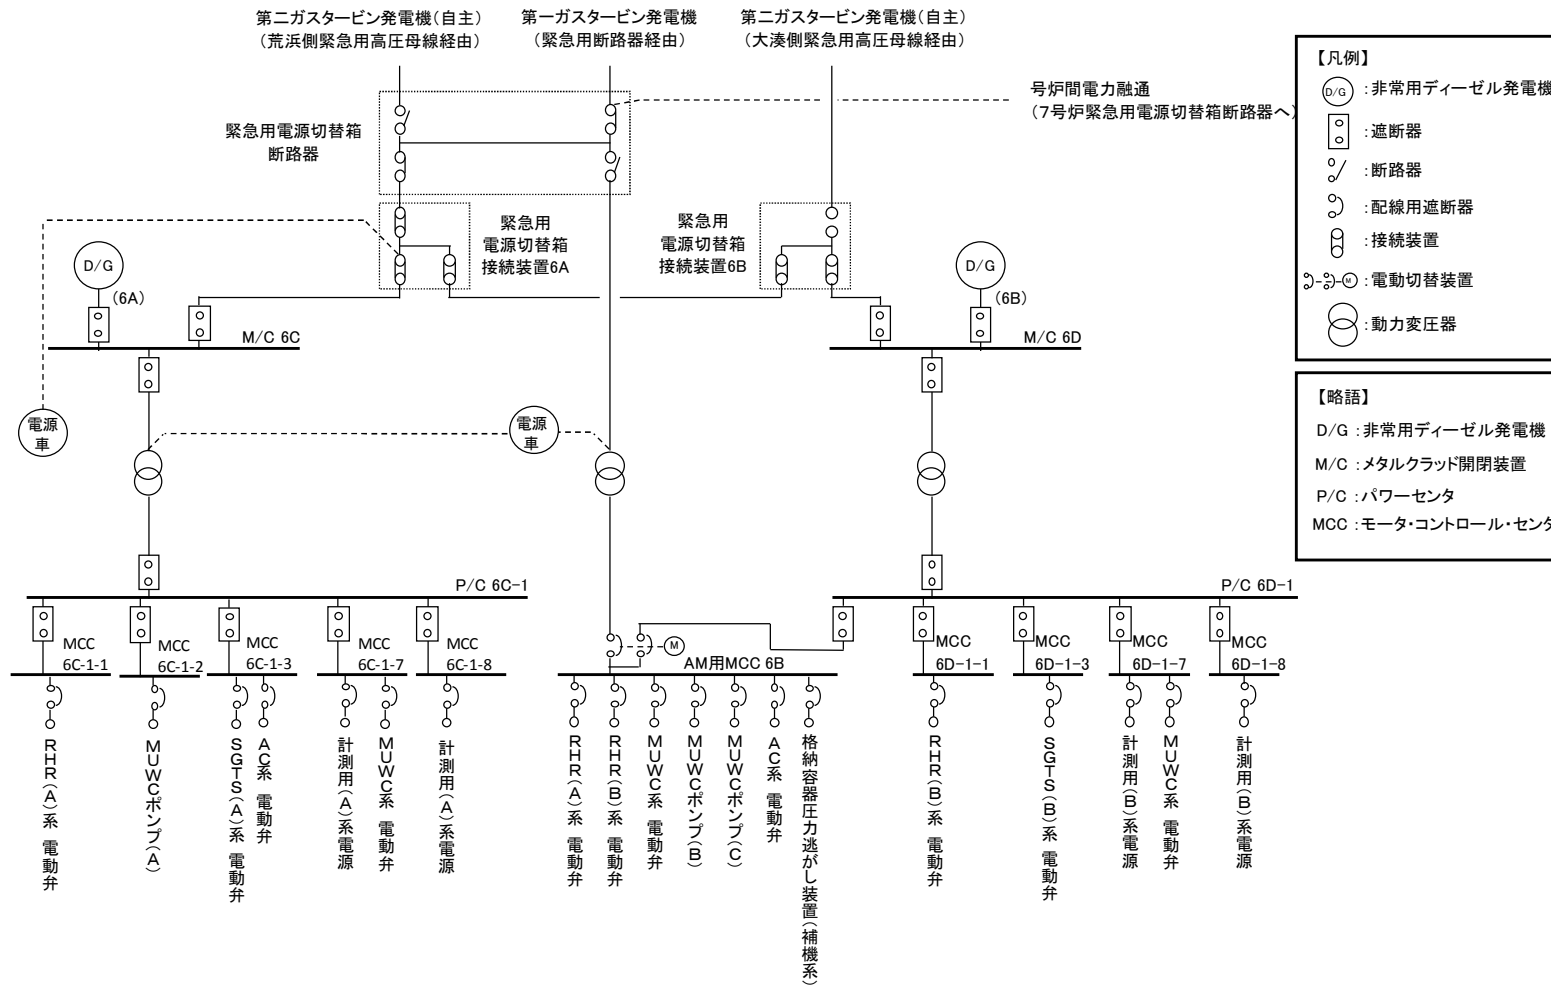 第二ガスタービン発電機(自主)
(荒浜側緊急用高圧母線経由)
第一ガスタービン発電機
(緊急用断路器経由)
第二ガスタービン発電機(自主)
(大湊側緊急用高圧母線経由)
号炉間電力融通
(7号炉緊急用電源切替箱断路器へ)
緊急用電源切替箱
断路器
緊急用
電源切替箱
接続装置6A
緊急用
電源切替箱
接続装置6B
D/G
(6A)
D/G
(6B)
M/C 6C
M/C 6D
電源
車
電源
車
P/C 6C-1
P/C 6D-1
MCC
6C-1-1
MCC
6C-1-2
MCC
6C-1-3
MCC
6C-1-7
MCC
6C-1-8
M
AM用MCC 6B
MCC
6D-1-1
MCC
6D-1-3
MCC
6D-1-7
MCC
6D-1-8
RHR(A)系 電動弁
MUWCポンプ(A)
SGTS(A)系 電動弁
AC系 電動弁
計測用(A)系電源
MUWC系 電動弁
計測用(A)系電源
RHR(A)系 電動弁
RHR(B)系 電動弁
MUWC系 電動弁
MUWCポンプ(B)
MUWCポンプ(C)
AC系 電動弁
格納容器圧力逃がし装置(補機系)
RHR(B)系 電動弁
SGTS(B)系 電動弁
計測用(B)系電源
MUWC系 電動弁
計測用(B)系電源
【凡例】
D/G :非常用ディーゼル発電機
:遮断器
:断路器
:配線用遮断器
:接続装置
M :電動切替装置
:動力変圧器
【略語】
D/G :非常用ディーゼル発電機
M/C :メタルクラッド開閉装置
P/C :パワーセンタ
MCC :モータ・コントロール・センタ